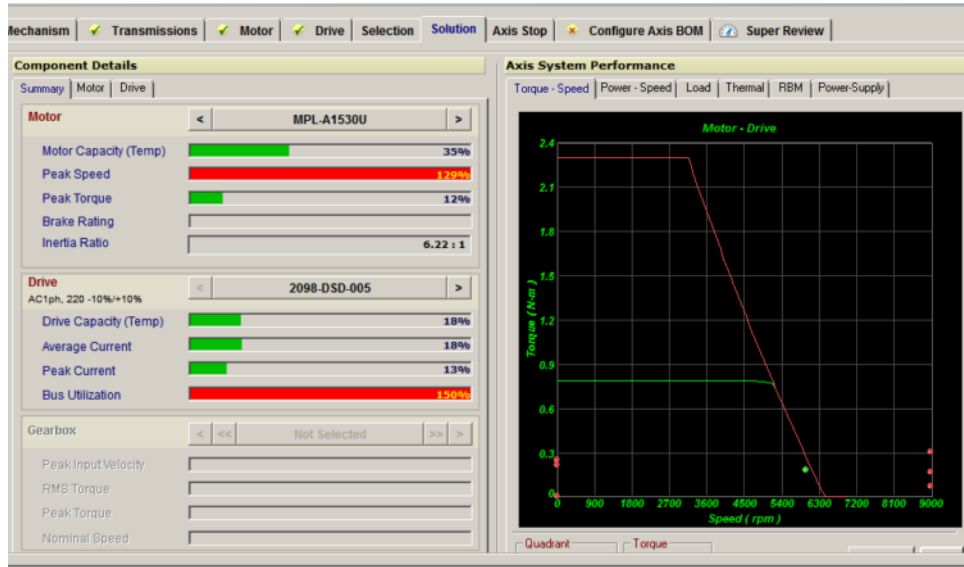 Mechanism Transmissions Motor Drive Selection Solution Axis Stop Configure Axis BOM Super Review
Component Details
Summary Motor Drive
Motor < MPL-A1530U >
Motor Capacity (Temp) 35%
Peak Speed 129%
Peak Torque 12%
Brake Rating
Inertia Ratio 6.22 : 1
Drive < 2098-DSD-005 >
AC1ph, 220 -10%/+10%
Drive Capacity (Temp) 18%
Average Current 18%
Peak Current 13%
Bus Utilization 150%
Gearbox < << Not Selected >> >
Peak Input Velocity
RMS Torque
Peak Torque
Nominal Speed
Axis System Performance
Torque - Speed Power - Speed Load Thermal RBM Power-Supply
Motor - Drive
Torque ( N-m )
2.4
2.1
1.8
1.5
1.2
0.9
0.6
0.3
0
0 900 1800 2700 3600 4500 5400 6300 7200 8100 9000
Speed ( rpm )
Quadrant Torque